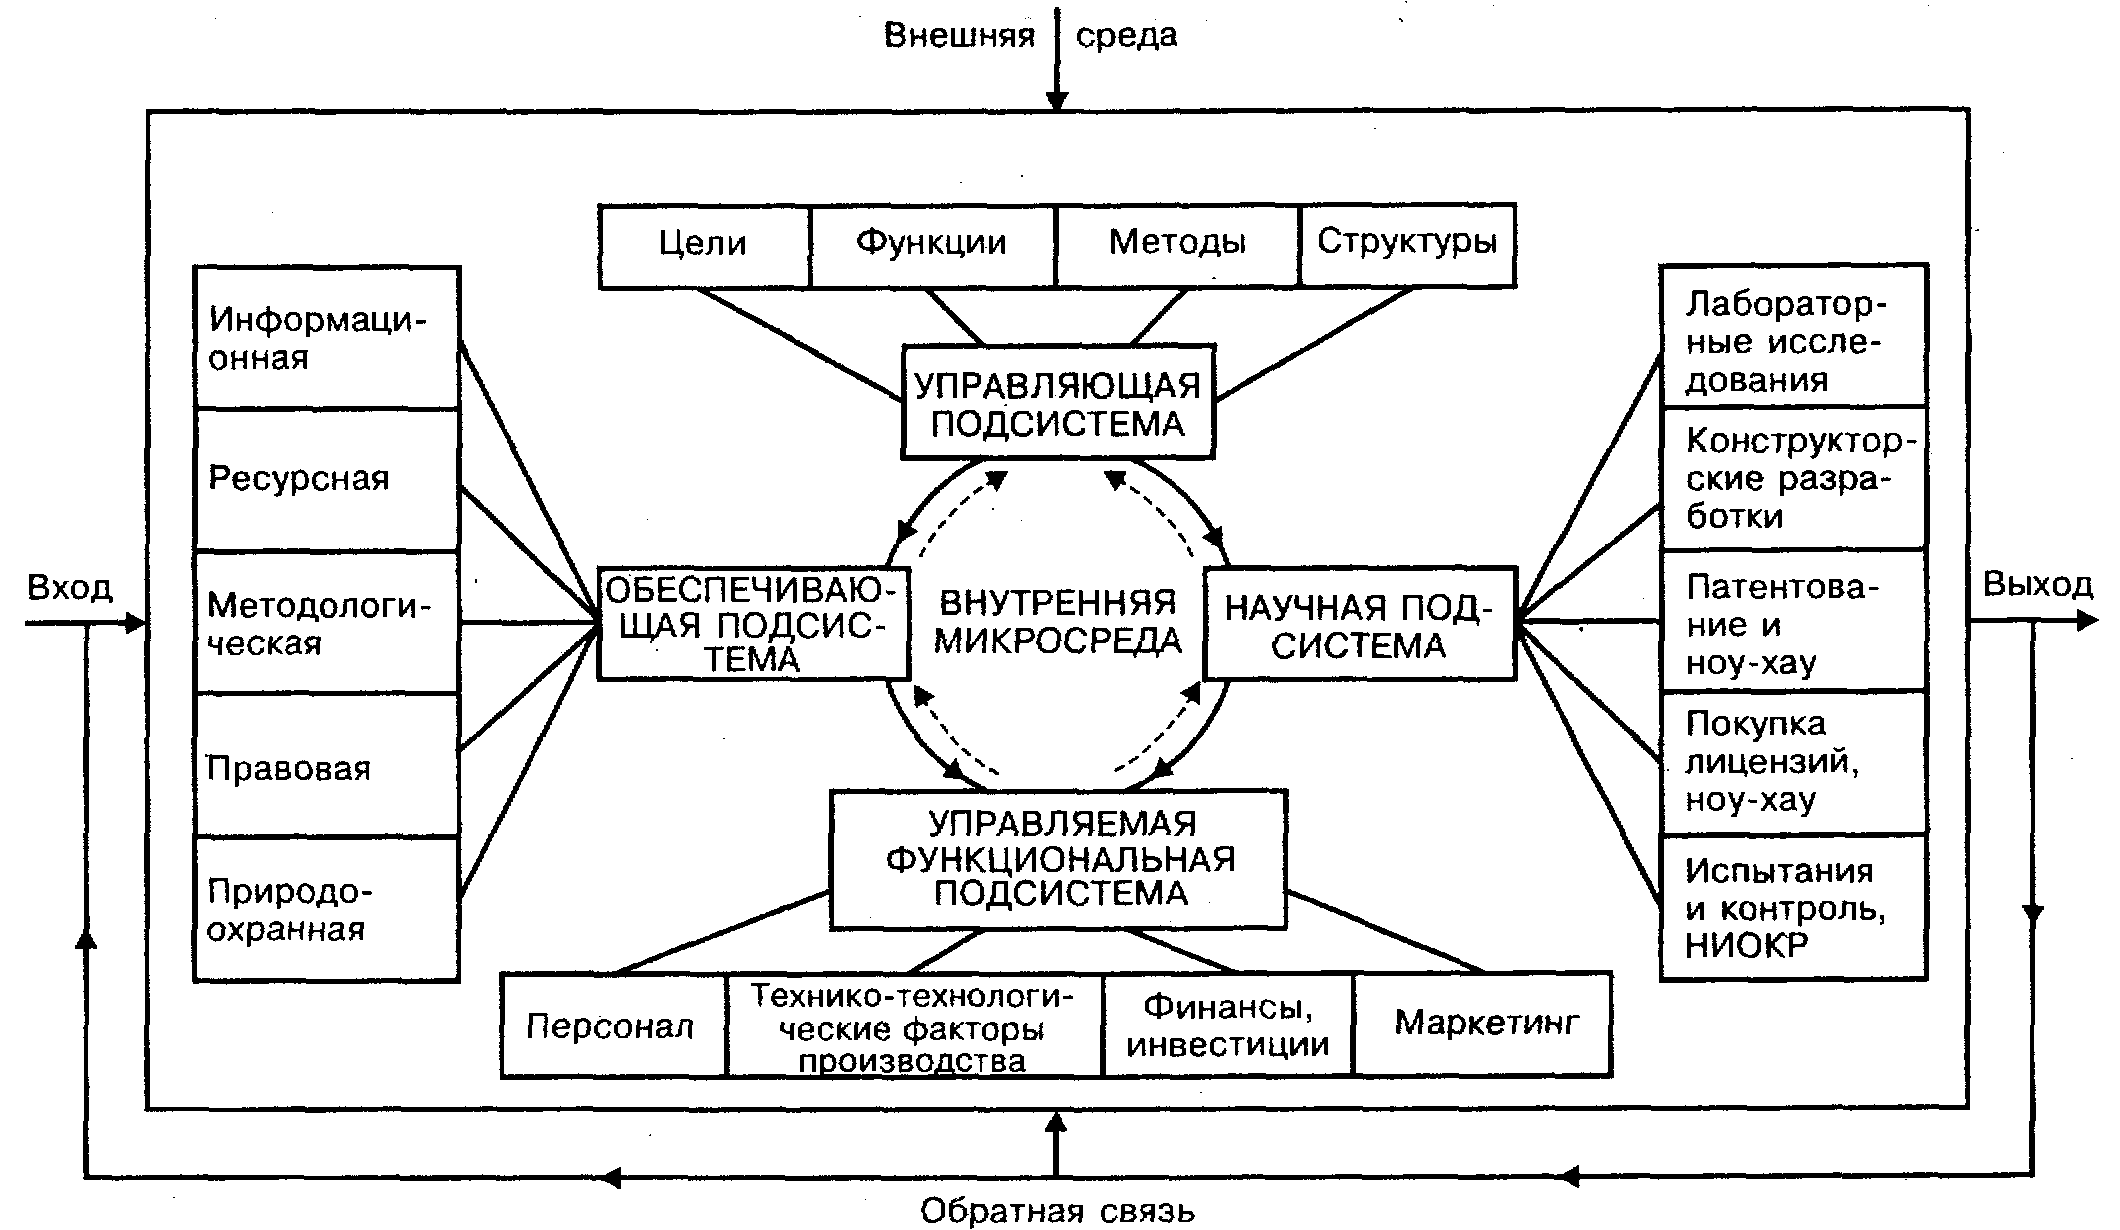 Внешняя среда
Цели
Функции
Методы
Структуры
Информаци-
онная
Ресурсная
Методологи-
ческая
Правовая
Природо-
охранная
УПРАВЛЯЮЩАЯ
ПОДСИСТЕМА
Лаборатор-
ные иссле-
дования
Конструктор-
ские разра-
ботки
Патентова-
ние и
ноу-хау
Покупка
лицензий,
ноу-хау
Испытания
и контроль,
НИОКР
Вход
ОБЕСПЕЧИВАЮ-
ЩАЯ ПОДСИС-
ТЕМА
ВНУТРЕННЯЯ
МИКРОСРЕДА
НАУЧНАЯ ПОД-
СИСТЕМА
Выход
УПРАВЛЯЕМАЯ
ФУНКЦИОНАЛЬНАЯ
ПОДСИСТЕМА
Персонал
Технико-технологи-
ческие факторы
производства
Финансы,
инвестиции
Маркетинг
Обратная связь